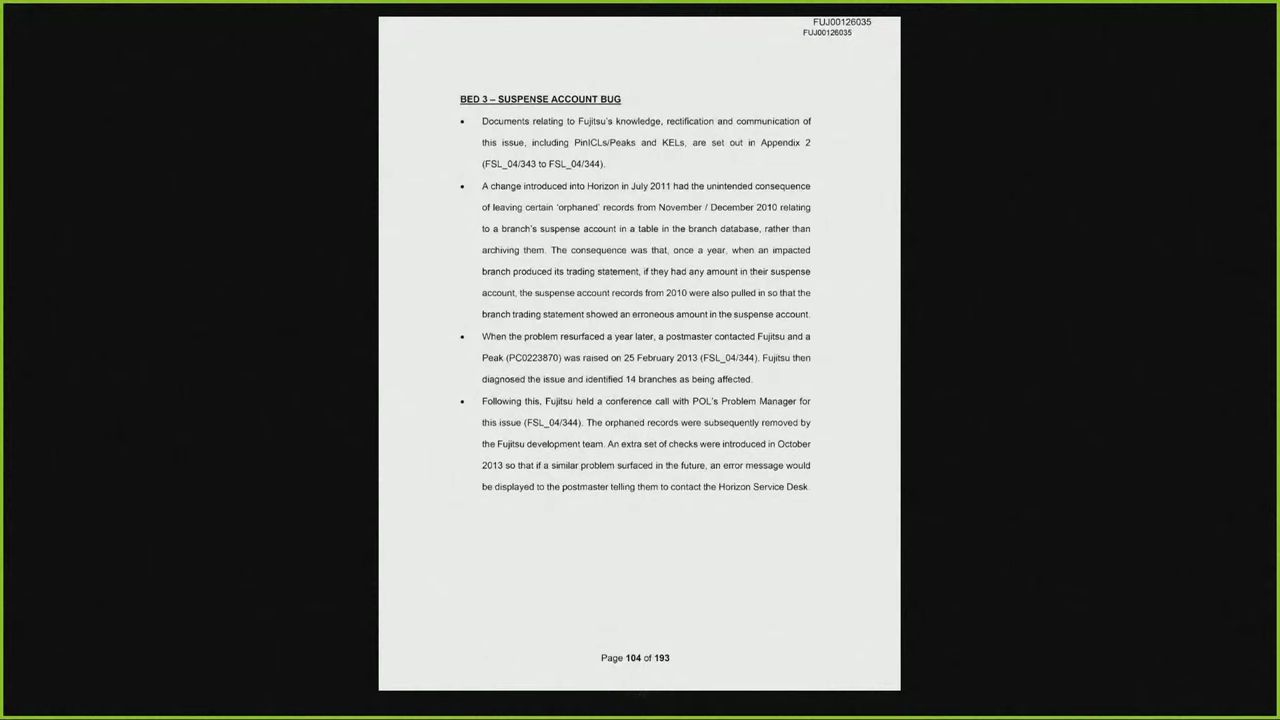 FUJ00126035
FUJ00126035
BED 3 – SUSPENSE ACCOUNT BUG
• Documents relating to Fujitsu's knowledge, rectification and communication of
this issue, including PinICLs/Peaks and KELs, are set out in Appendix 2
(FSL_04/343 to FSL_04/344).
• A change introduced into Horizon in July 2011 had the unintended consequence
of leaving certain 'orphaned' records from November / December 2010 relating
to a branch's suspense account in a table in the branch database, rather than
archiving them. The consequence was that, once a year, when an impacted
branch produced its trading statement, if they had any amount in their suspense
account, the suspense account records from 2010 were also pulled in so that the
branch trading statement showed an erroneous amount in the suspense account.
• When the problem resurfaced a year later, a postmaster contacted Fujitsu and a
Peak (PC0223870) was raised on 25 February 2013 (FSL_04/344). Fujitsu then
diagnosed the issue and identified 14 branches as being affected.
• Following this, Fujitsu held a conference call with POL's Problem Manager for
this issue (FSL_04/344). The orphaned records were subsequently removed by
the Fujitsu development team. An extra set of checks were introduced in October
2013 so that if a similar problem surfaced in the future, an error message would
be displayed to the postmaster telling them to contact the Horizon Service Desk.
Page 104 of 193